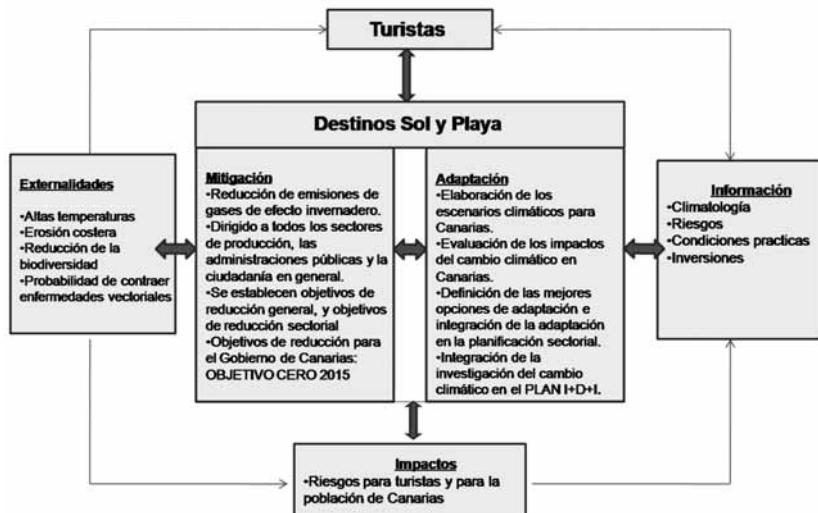 Turistas
Destinos Sol y Playa
Externalidades
•Altas temperaturas
•Erosión costera
•Reducción de la
biodiversidad
•Probabilidad de contraer
enfermedades vectoriales
Mitigación
•Reducción de emisiones de
gases de efecto invernadero.
•Dirigido a todos los sectores
de producción, las
administraciones públicas y la
ciudadanía en general.
•Se establecen objetivos de
reducción general, y objetivos
de reducción sectorial
•Objetivos de reducción para
el Gobierno de Canarias:
OBJETIVO CERO 2015
Adaptación
•Elaboración de los
escenarios climáticos para
Canarias.
•Evaluación de los impactos
del cambio climático en
Canarias.
•Definición de las mejores
opciones de adaptación e
integración de la adaptación
en la planificación sectorial.
•Integración de la
investigación del cambio
climático en el PLAN I+D+I.
Información
•Climatología
•Riesgos
•Condiciones practicas
•Inversiones
Impactos
•Riesgos para turistas y para la
población de Canarias